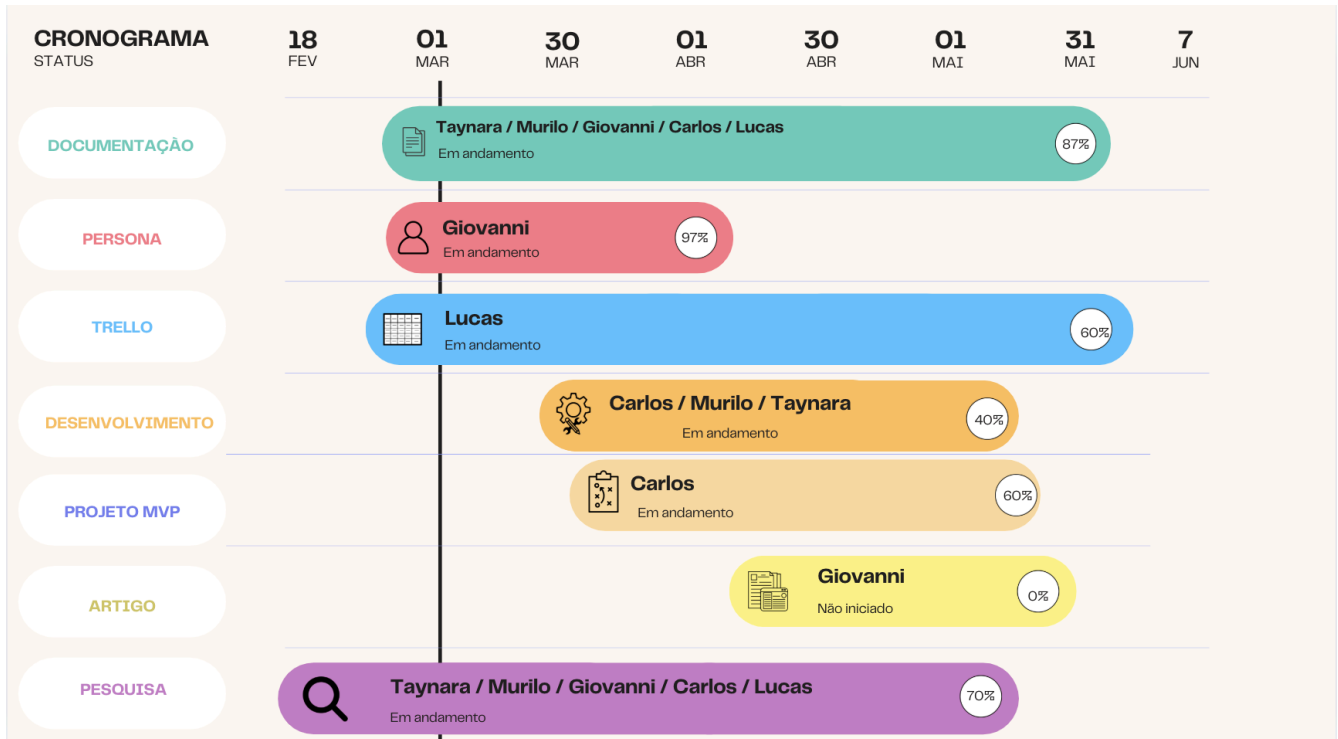 CRONOGRAMA
STATUS
18 01 30 01 30 01 31 7
FEV MAR MAR ABR ABR MAI MAI JUN
DOCUMENTAÇÀO
Taynara / Murilo / Giovanni / Carlos / Lucas
Em andamento
87%
PERSONA
Giovanni
Em andamento
97%
TRELLO
Lucas
Em andamento
60%
DESENVOLVIMENTO
Carlos / Murilo / Taynara
Em andamento
40%
PROJETO MVP
Carlos
Em andamento
60%
ARTIGO
Giovanni
Não iniciado
0%
PESQUISA
Taynara / Murilo / Giovanni / Carlos / Lucas
Em andamento
70%